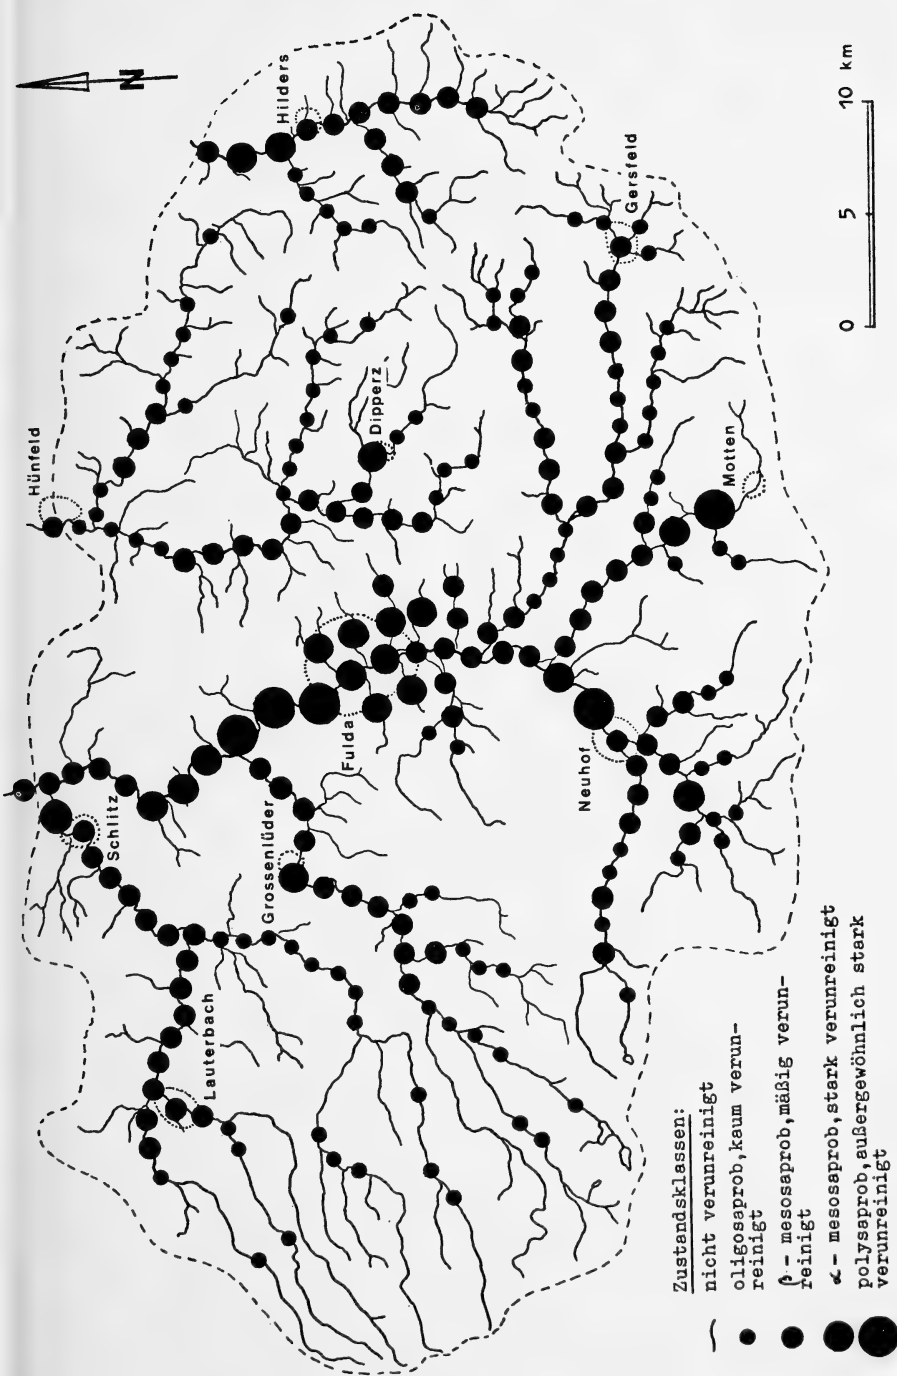 N
Hilders
Gersfeld
Hünfeld
Dipperz
Motten
Fulda
Neuhof
Schlitz
Grossenlüder
Lauterbach
0 5 10 km
Zustandsklassen:
nicht verunreinigt
oligosaprob, kaum verun-
reinigt
β - mesosaprob, mäßig verun-
reinigt
α - mesosaprob, stark verunreinigt
polysaprob, außergewöhnlich stark
verunreinigt